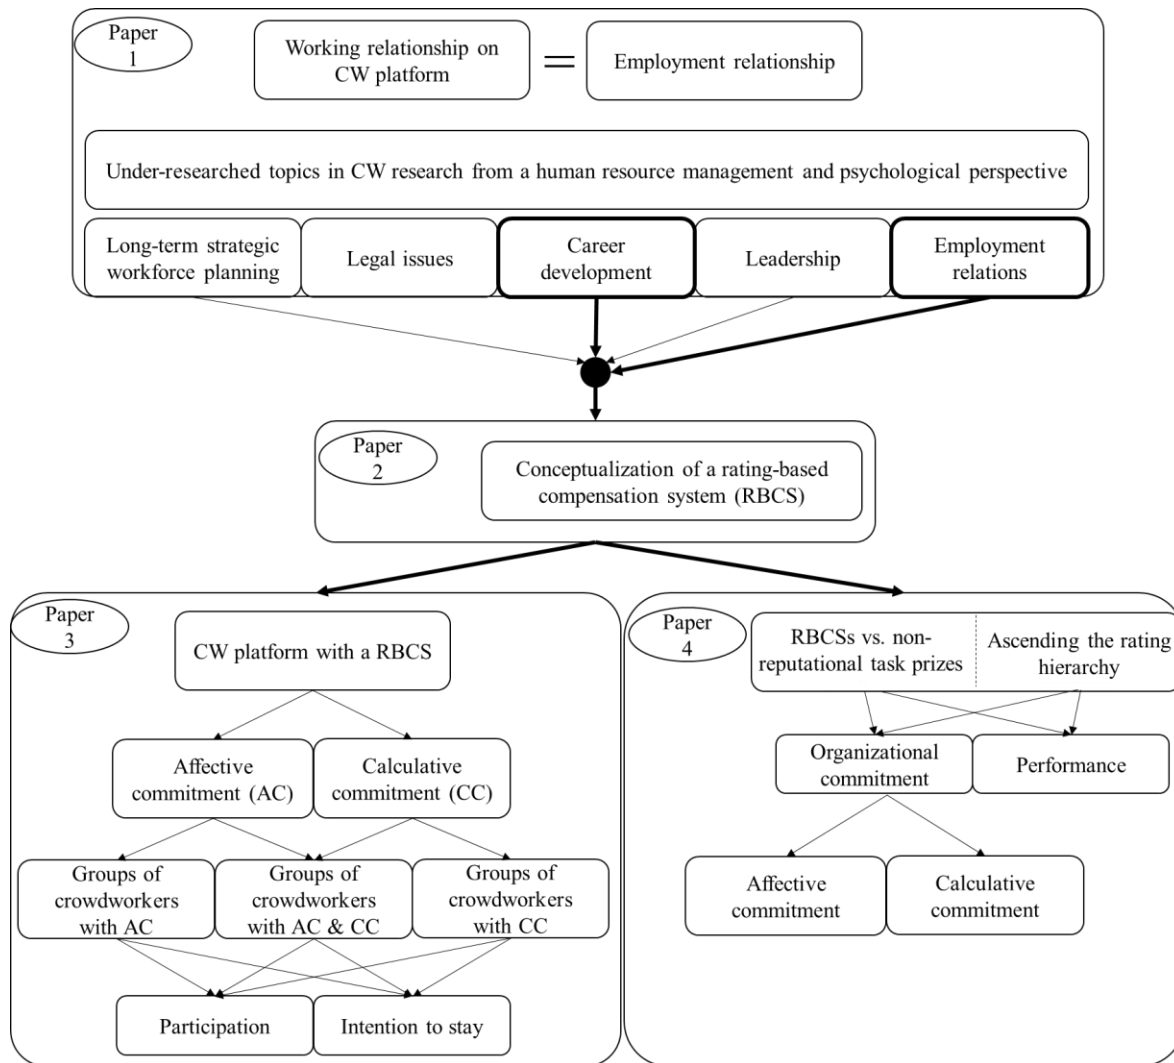 Paper
1
Working relationship on
CW platform
=
Employment relationship
Under-researched topics in CW research from a human resource management and psychological perspective
Long-term strategic
workforce planning
Legal issues
Career
development
Leadership
Employment
relations
Paper
2
Conceptualization of a rating-based
compensation system (RBCS)
Paper
3
CW platform with a RBCS
Affective
commitment (AC)
Calculative
commitment (CC)
Groups of
crowdworkers
with AC
Groups of
crowdworkers
with AC & CC
Groups of
crowdworkers
with CC
Participation
Intention to stay
Paper
4
RBCSs vs. non-
reputational task prizes
Ascending the rating
hierarchy
Organizational
commitment
Performance
Affective
commitment
Calculative
commitment